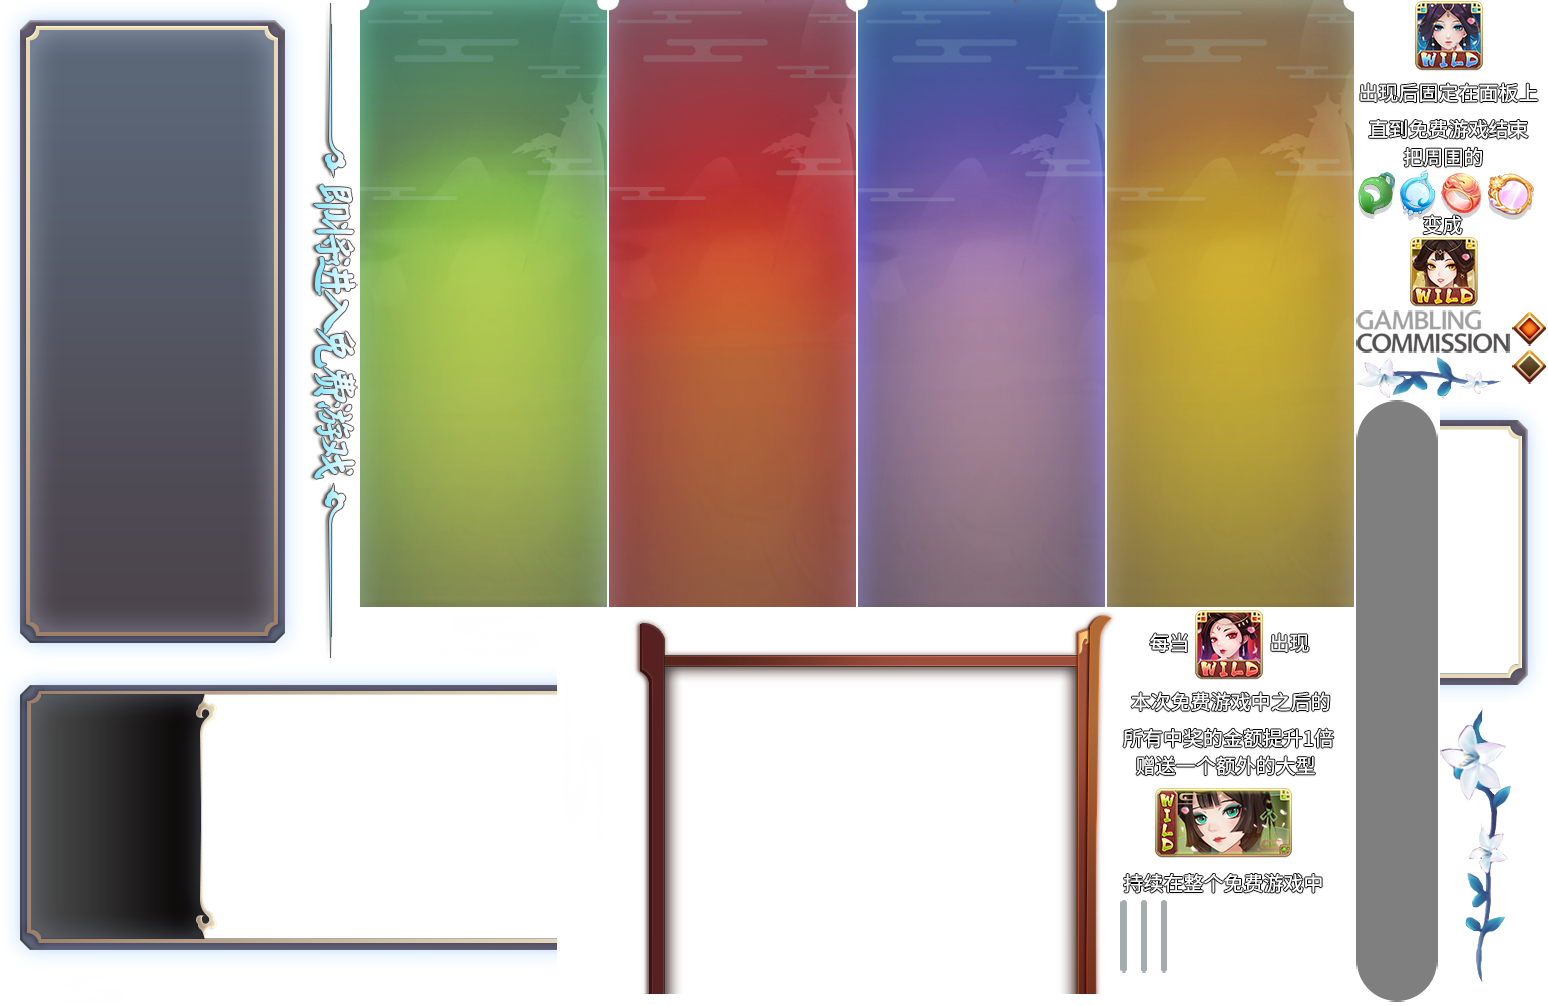 即将进入免费游戏
WILD
出现后固定在面板上
直到免费游戏结束
把周围的
变成
WILD
GAMBLING
COMMISSION
每当 WILD 出现
本次免费游戏中之后的
所有中奖的金额提升1倍
赠送一个额外的大型
WILD
持续在整个免费游戏中